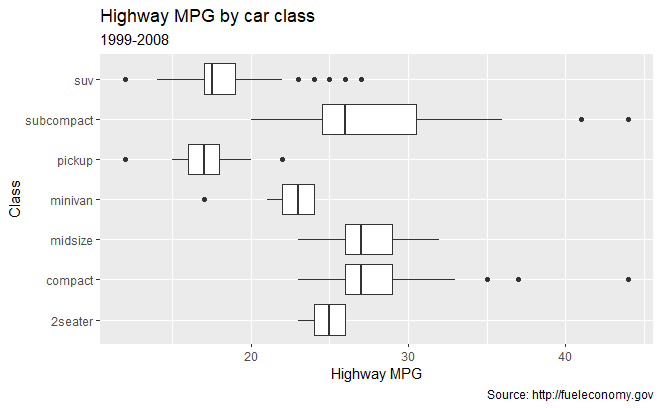 Highway MPG by car class
1999-2008
suv
subcompact
pickup
minivan
midsize
compact
2seater
Class
20 30 40
Highway MPG
Source: http://fueleconomy.gov